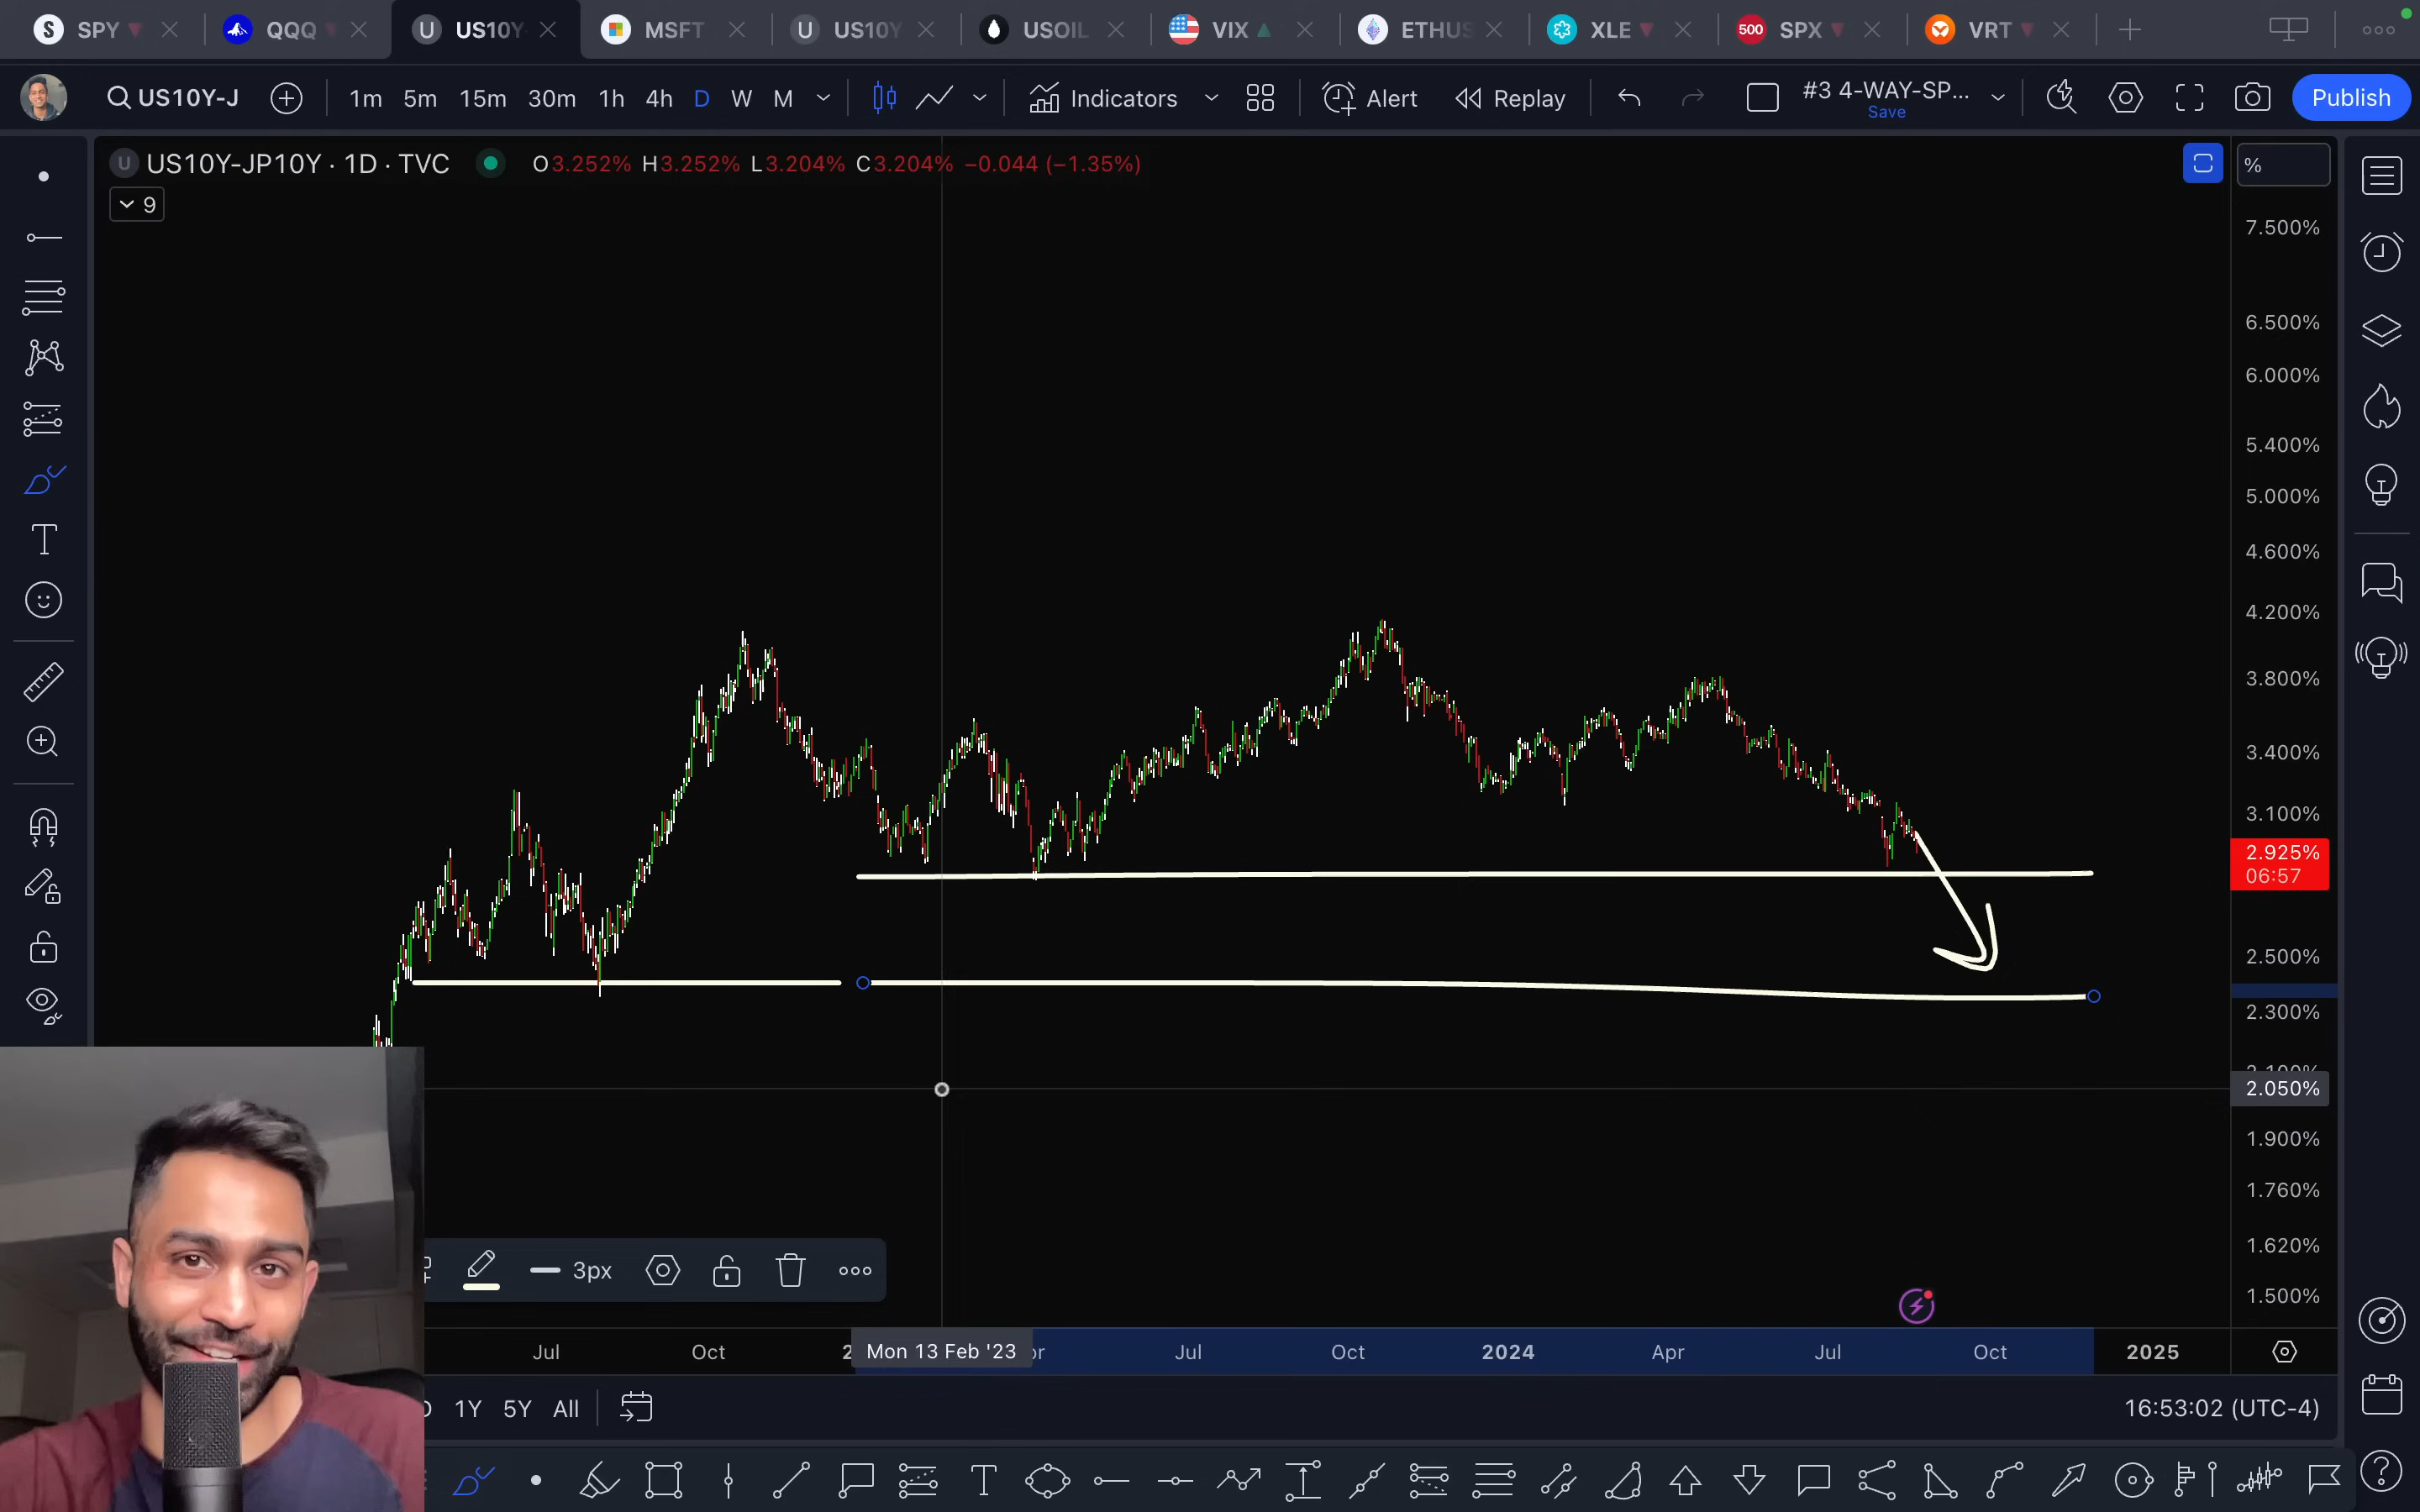 S SPY QQQ U US10Y MSFT U US10Y USOIL VIX ETHUS XLE 500 SPX VRT
US10Y-J 1m 5m 15m 30m 1h 4h D W M Indicators Alert Replay #3 4-WAY-SP... Publish
Save
U US10Y-JP10Y · 1D · TVC O3.252% H3.252% L3.204% C3.204% −0.044 (−1.35%) %
9
7.500%
6.500%
6.000%
5.400%
5.000%
4.600%
4.200%
3.800%
3.400%
3.100%
2.925%
06:57
2.500%
2.300%
2.050%
1.900%
1.760%
1.620%
1.500%
3px
Jul Oct Mon 13 Feb '23 Jul Oct 2024 Apr Jul Oct 2025
1Y 5Y All 16:53:02 (UTC-4)